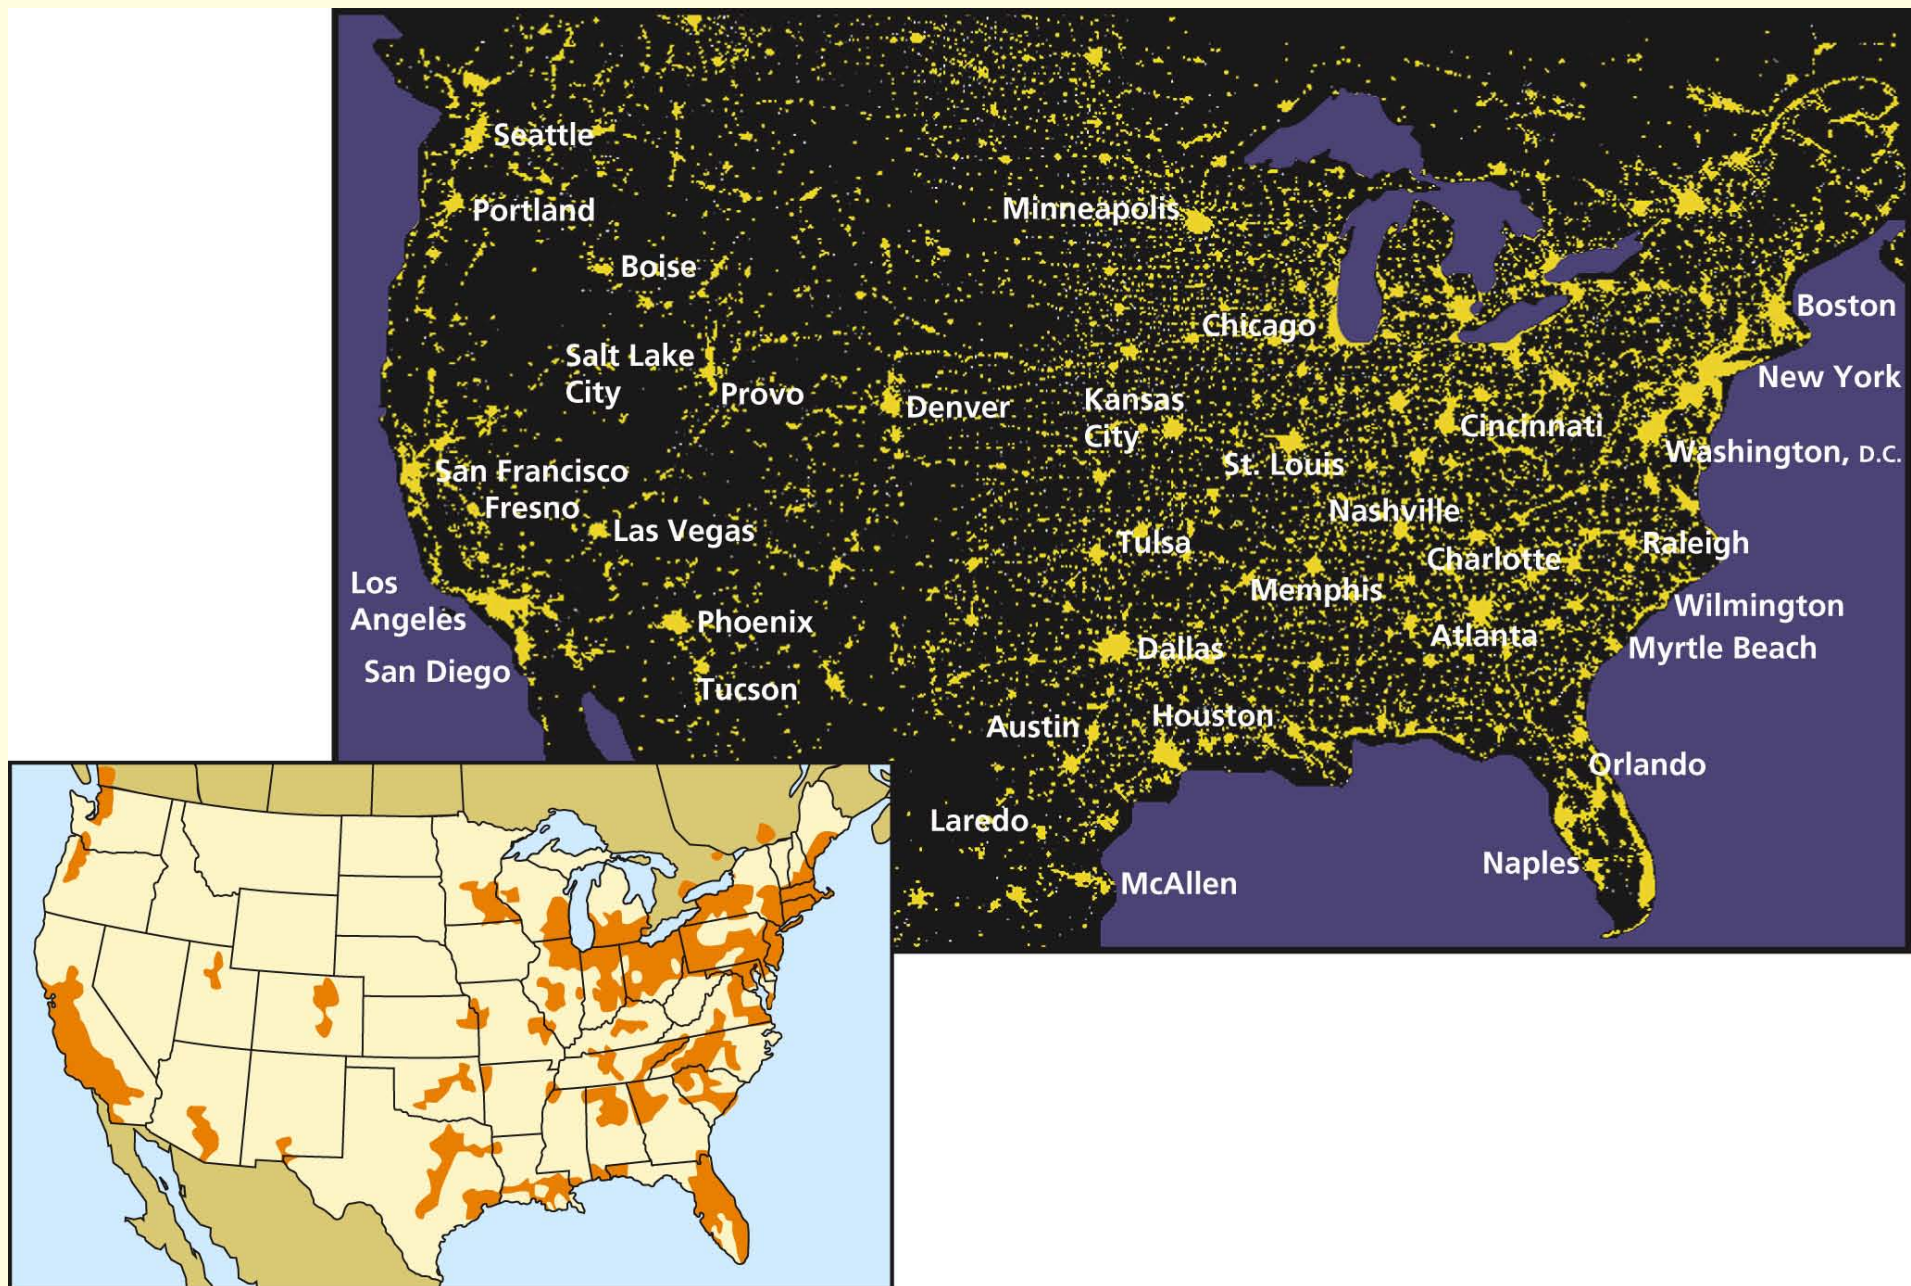 Seattle
Portland
Minneapolis
Boise
Boston
Chicago
Salt Lake
City
Provo
New York
Denver
Kansas
City
Cincinnati
Washington, D.C.
St. Louis
San Francisco
Fresno
Las Vegas
Nashville
Tulsa
Raleigh
Charlotte
Memphis
Los
Angeles
Wilmington
Phoenix
Atlanta
Dallas
Myrtle Beach
San Diego
Tucson
Austin
Houston
Orlando
Laredo
Naples
McAllen